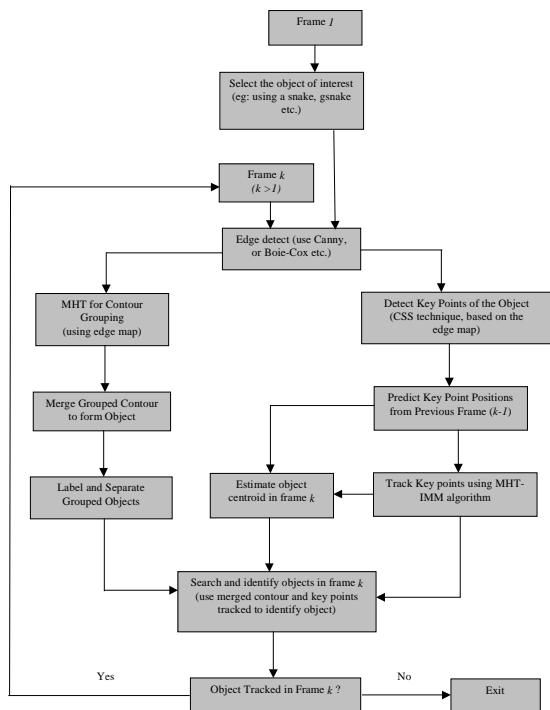 Frame 1
Select the object of interest
(eg: using a snake, gsnake
etc.)
Frame k
(k >1)
Edge detect (use Canny,
or Boie-Cox etc.)
MHT for Contour
Grouping
(using edge map)
Detect Key Points of the Object
(CSS technique, based on the
edge map)
Merge Grouped Contour
to form Object
Predict Key Point Positions
from Previous Frame (k-1)
Label and Separate
Grouped Objects
Estimate object
centroid in frame k
Track Key points using MHT-
IMM algorithm
Search and identify objects in frame k
(use merged contour and key points
tracked to identify object)
Yes
Object Tracked in Frame k ?
No
Exit